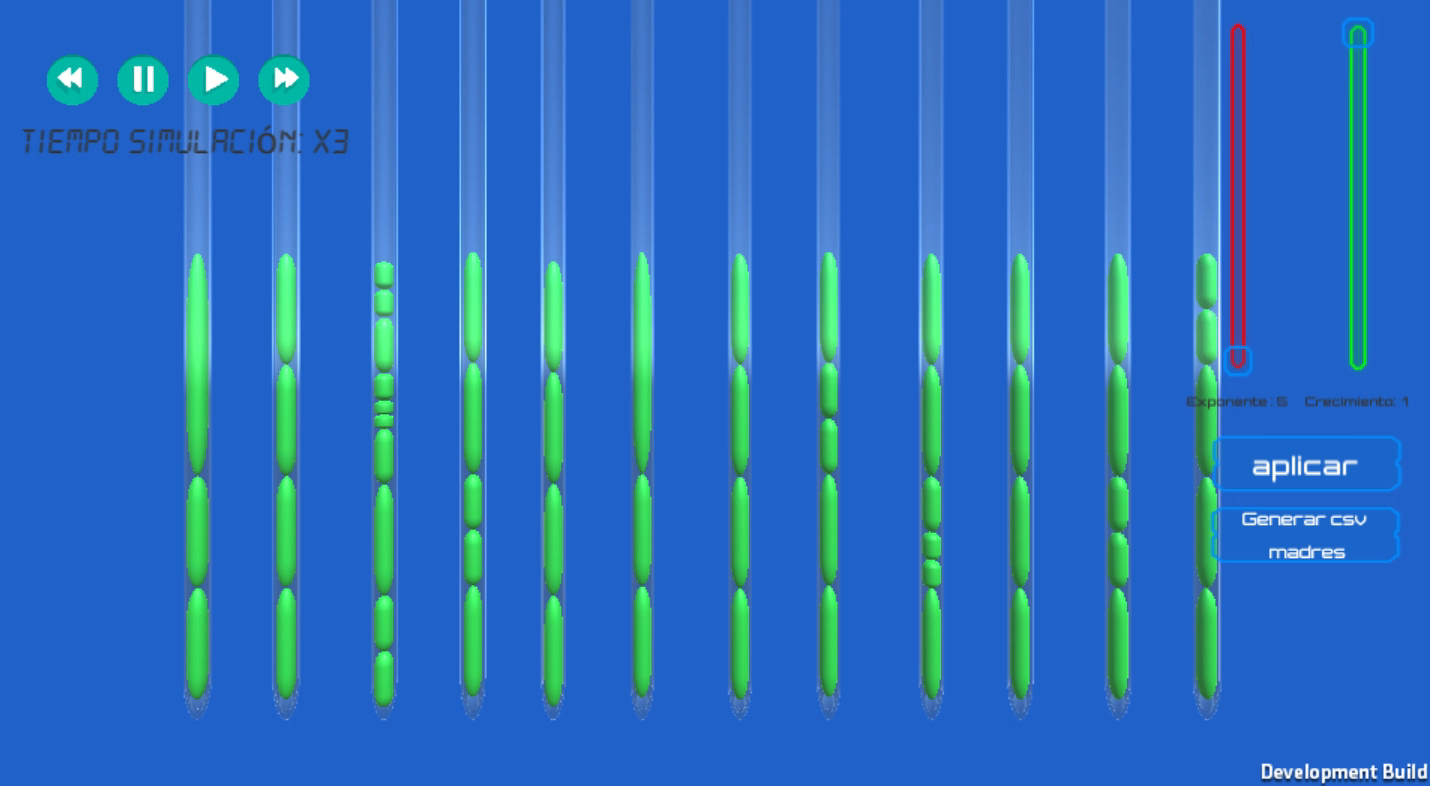 TIEMPO SIMULACIÓN: X3
Exponente: 5 Crecimiento: 1
aplicar
Generar csv
madres
Development Build